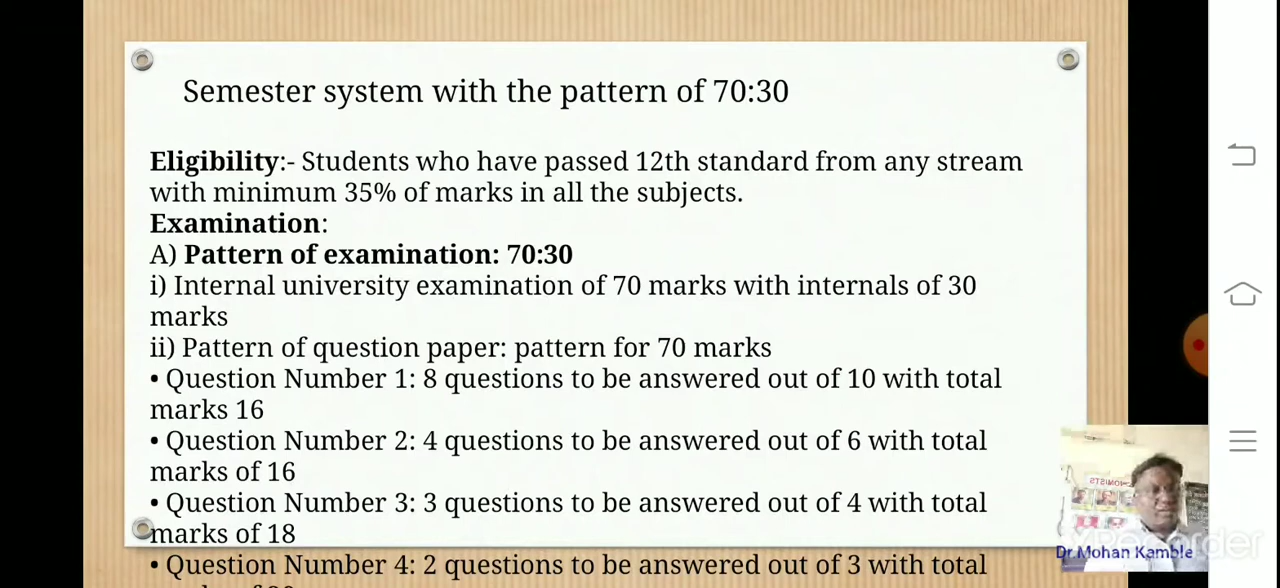 Semester system with the pattern of 70:30
Eligibility:- Students who have passed 12th standard from any stream
with minimum 35% of marks in all the subjects.
Examination:
A) Pattern of examination: 70:30
i) Internal university examination of 70 marks with internals of 30
marks
ii) Pattern of question paper: pattern for 70 marks
• Question Number 1: 8 questions to be answered out of 10 with total
marks 16
• Question Number 2: 4 questions to be answered out of 6 with total
marks of 16
• Question Number 3: 3 questions to be answered out of 4 with total
marks of 18
• Question Number 4: 2 questions to be answered out of 3 with total
Dr.Mohan Kamble